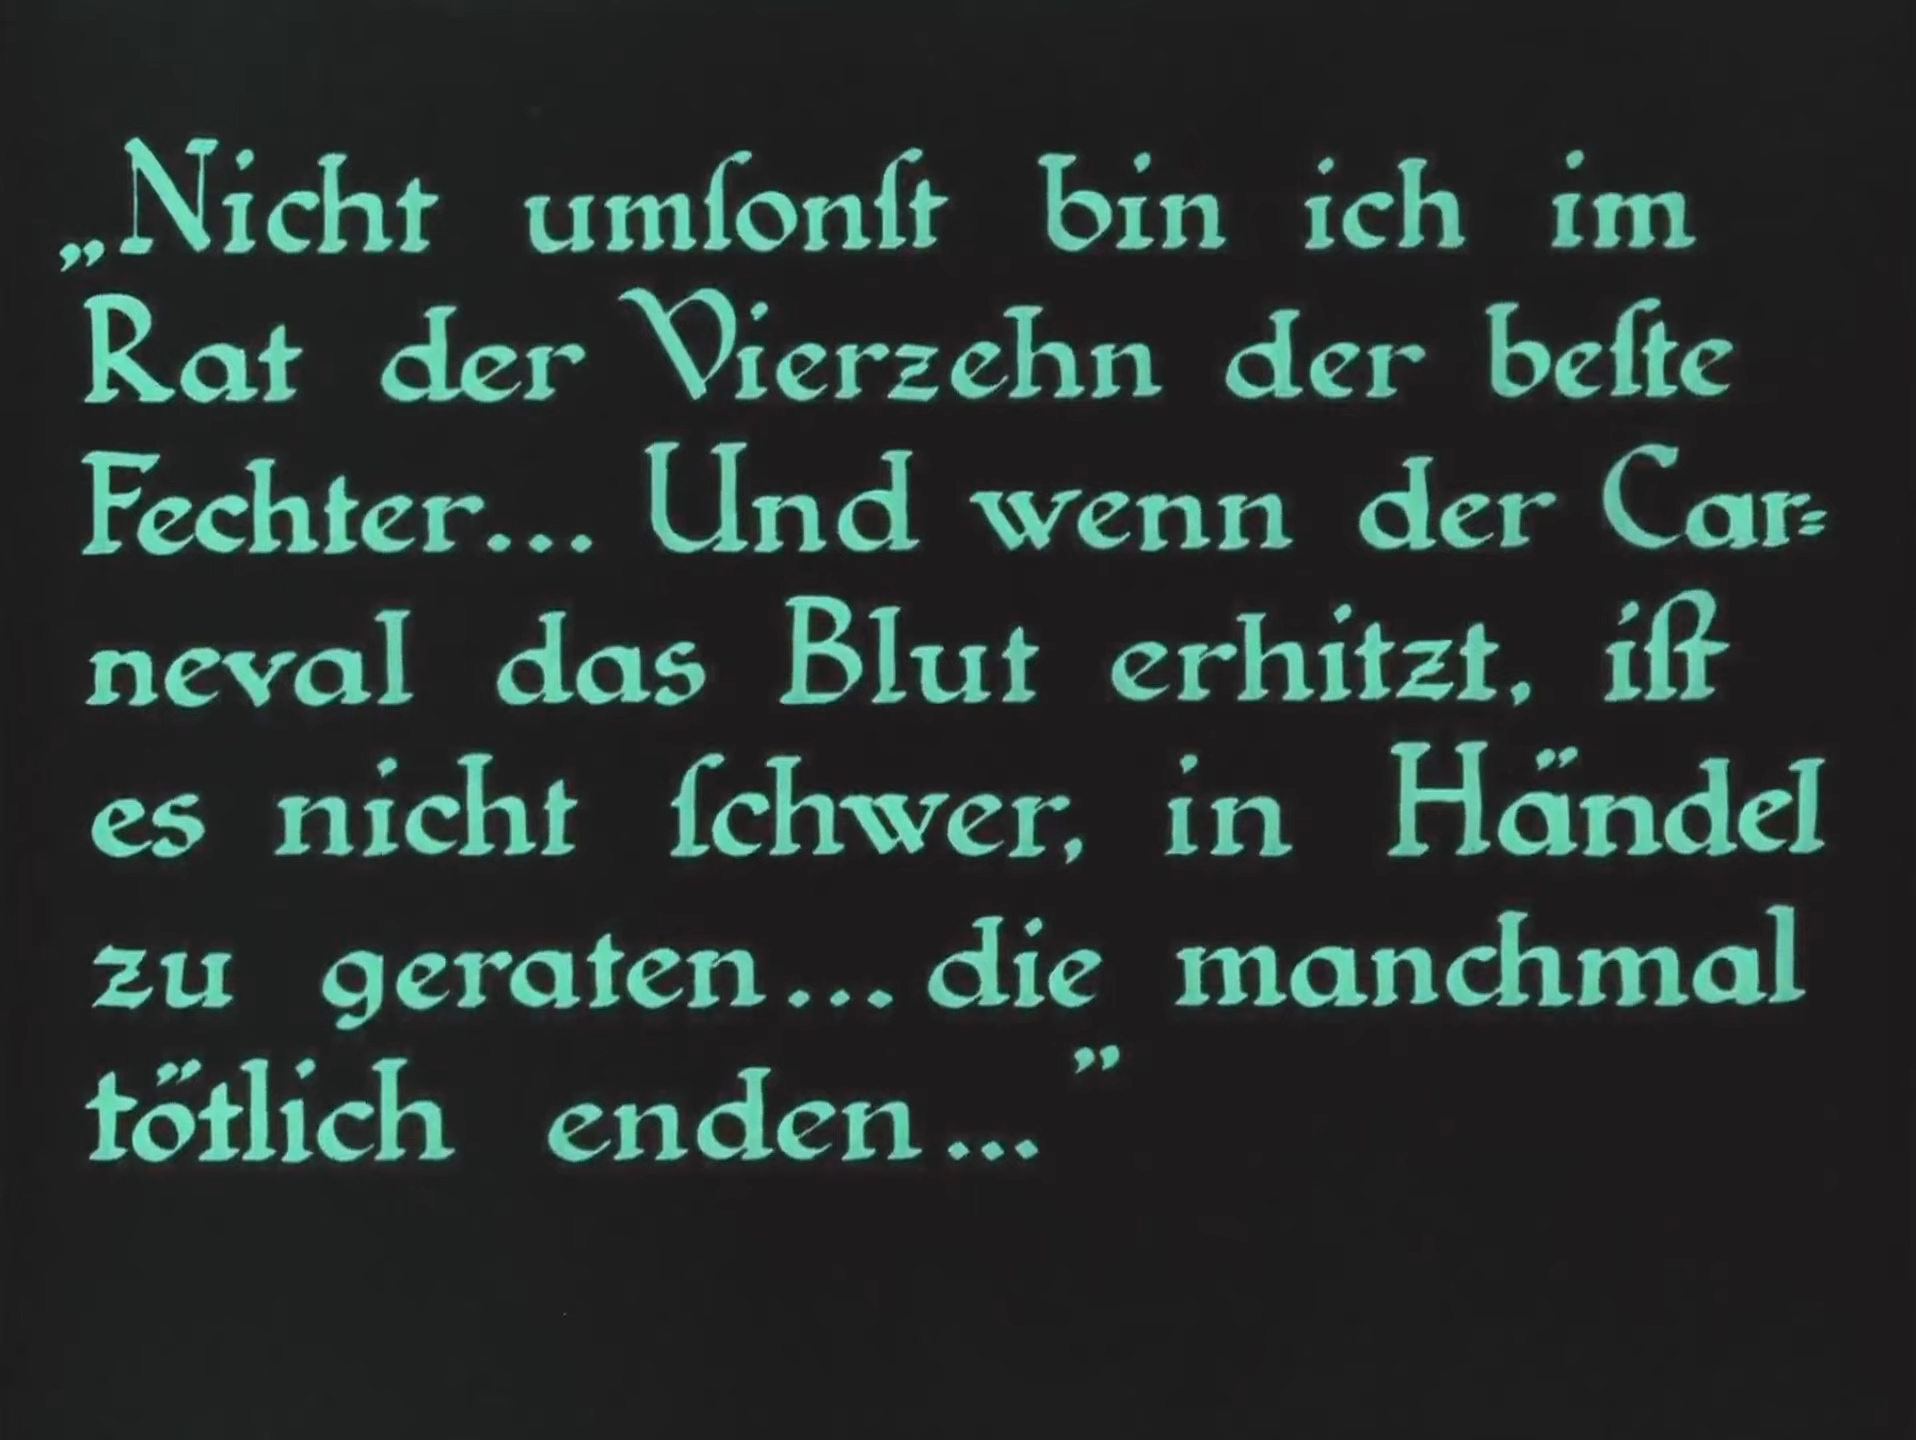 „Nicht umſonſt bin ich im
Rat der Vierzehn der beſte
Fechter... Und wenn der Car⸗
neval das Blut erhitzt, iſt
es nicht ſchwer, in Händel
zu geraten... die manchmal
tötlich enden...”